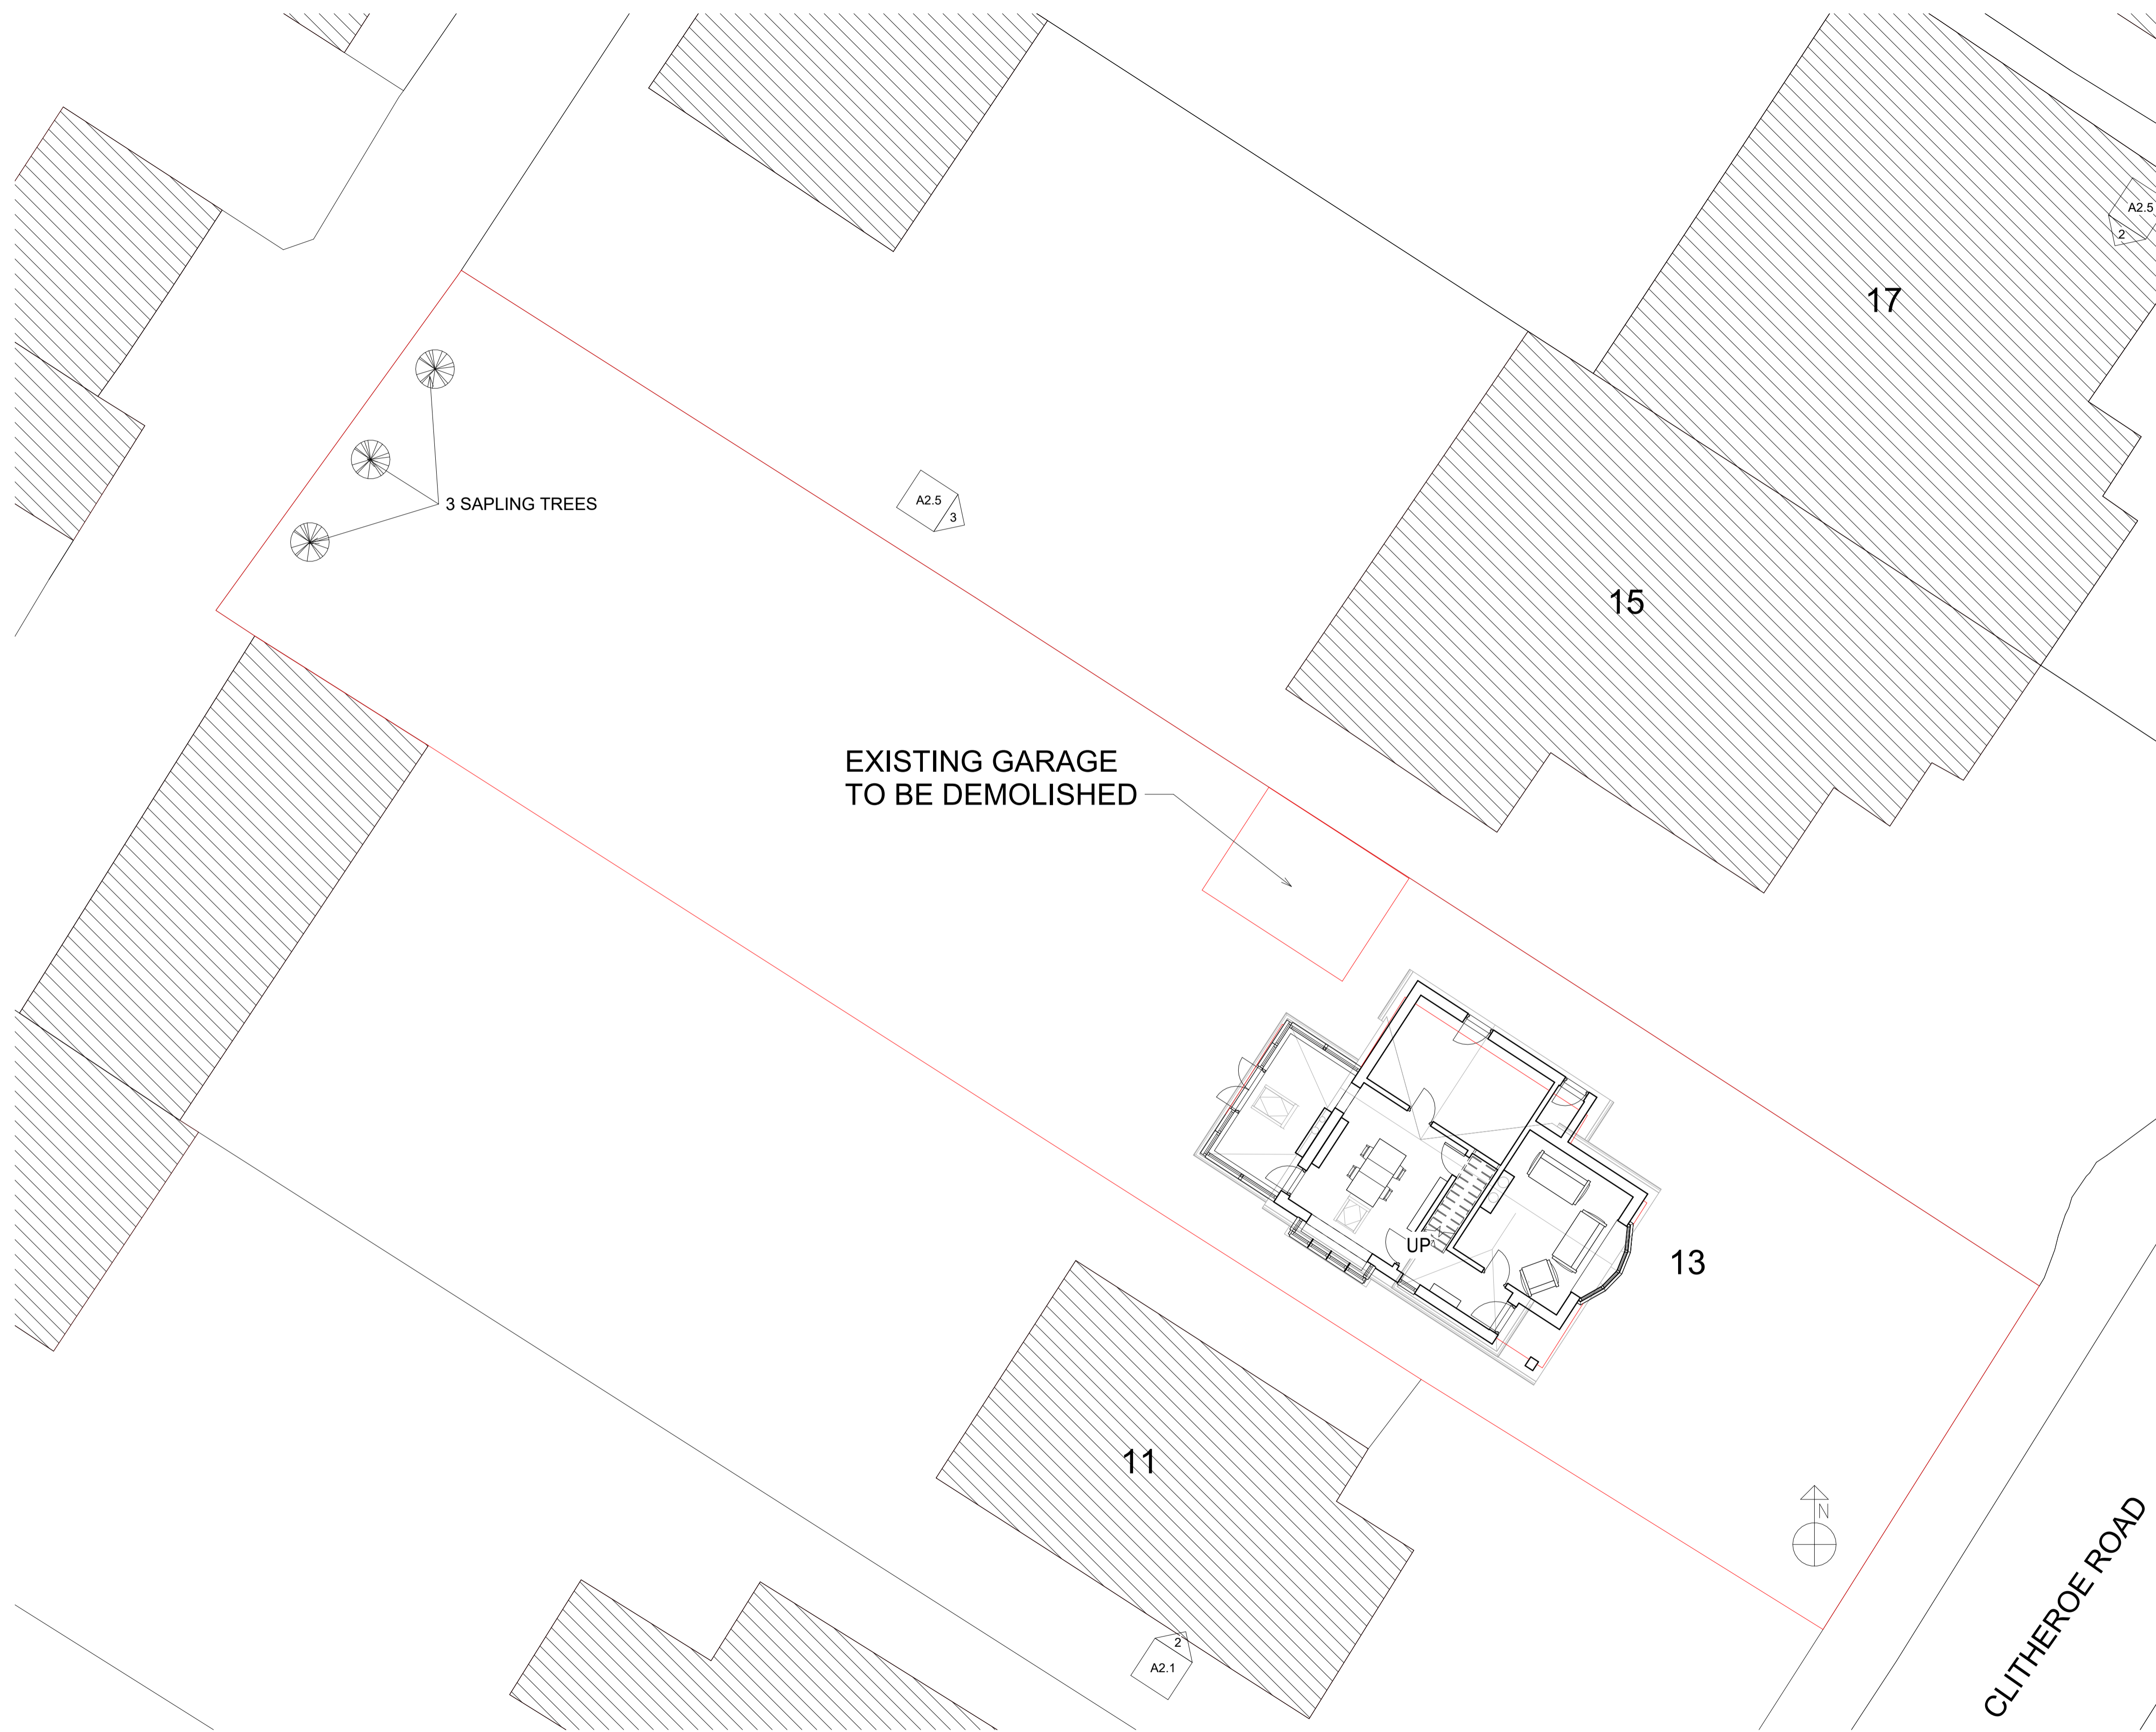 A2.5
2
17
A2.5
3
3 SAPLING TREES
15
EXISTING GARAGE
TO BE DEMOLISHED
UP
13
11
N
CLITHEROE ROAD
2
A2.1